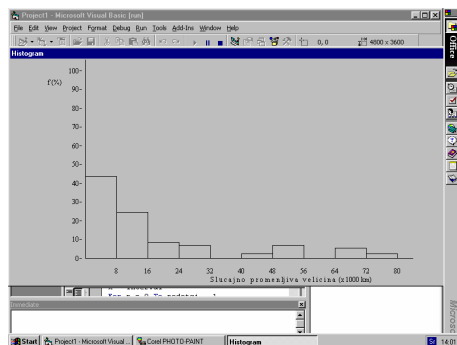 Project1 - Microsoft Visual Basic [run]
File Edit View Project Format Debug Run Tools Add-Ins Window Help
0, 0 4800 x 3600
Histogram
Office
f(%)
100-
90-
80-
70-
60-
50-
40-
30-
20-
10-
0-
8 16 24 32 40 48 56 64 72 80
Slucajno promenljiva velicina (x1000 km)
Immediate
Start Project1 - Microsoft Visual ... Corel PHOTO-PAINT Histogram
Sr 14:01